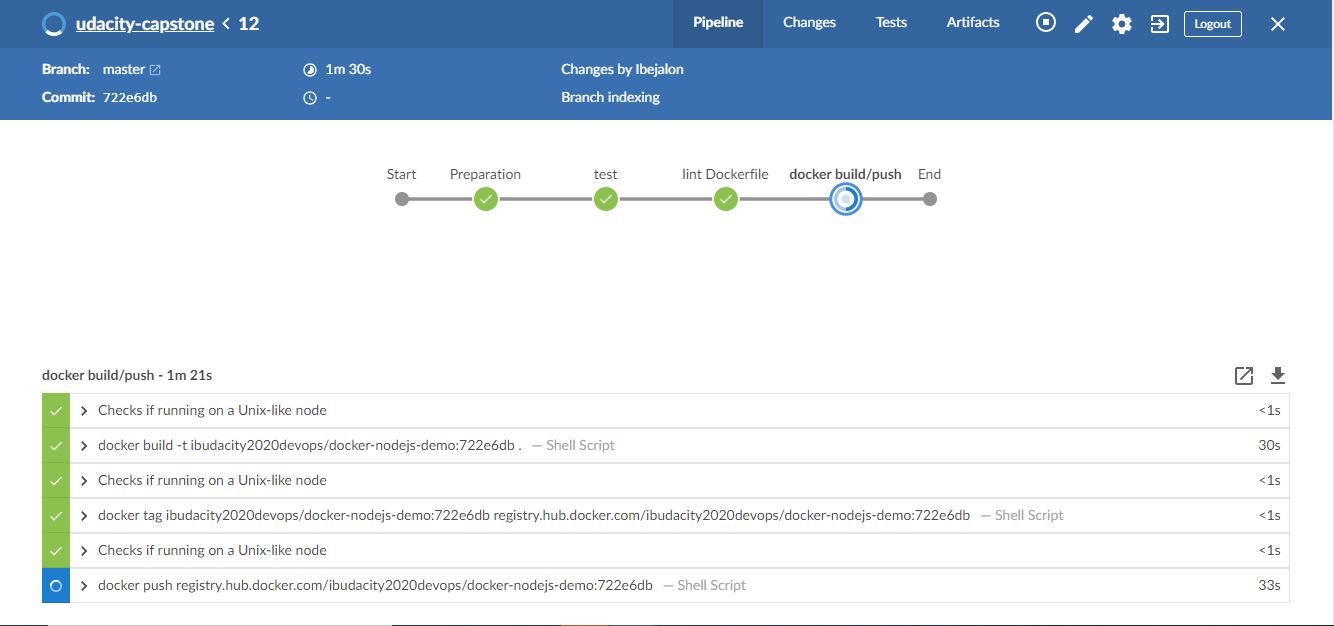 udacity-capstone < 12 Pipeline Changes Tests Artifacts Logout
Branch: master 1m 30s Changes by Ibejalon
Commit: 722e6db - Branch indexing
Start Preparation test lint Dockerfile docker build/push End
docker build/push - 1m 21s
Checks if running on a Unix-like node <1s
docker build -t ibudacity2020devops/docker-nodejs-demo:722e6db . — Shell Script 30s
Checks if running on a Unix-like node <1s
docker tag ibudacity2020devops/docker-nodejs-demo:722e6db registry.hub.docker.com/ibudacity2020devops/docker-nodejs-demo:722e6db — Shell Script <1s
Checks if running on a Unix-like node <1s
docker push registry.hub.docker.com/ibudacity2020devops/docker-nodejs-demo:722e6db — Shell Script 33s